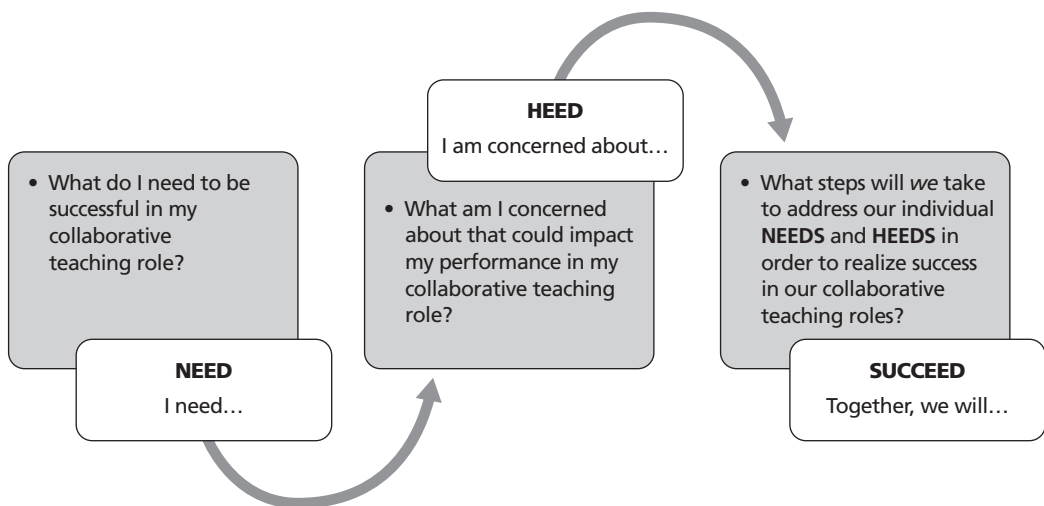 • What do I need to be
successful in my
collaborative
teaching role?
NEED
I need…
HEED
I am concerned about…
• What am I concerned
about that could impact
my performance in my
collaborative teaching
role?
• What steps will we take
to address our individual
NEEDS and HEEDS in
order to realize success
in our collaborative
teaching roles?
SUCCEED
Together, we will…